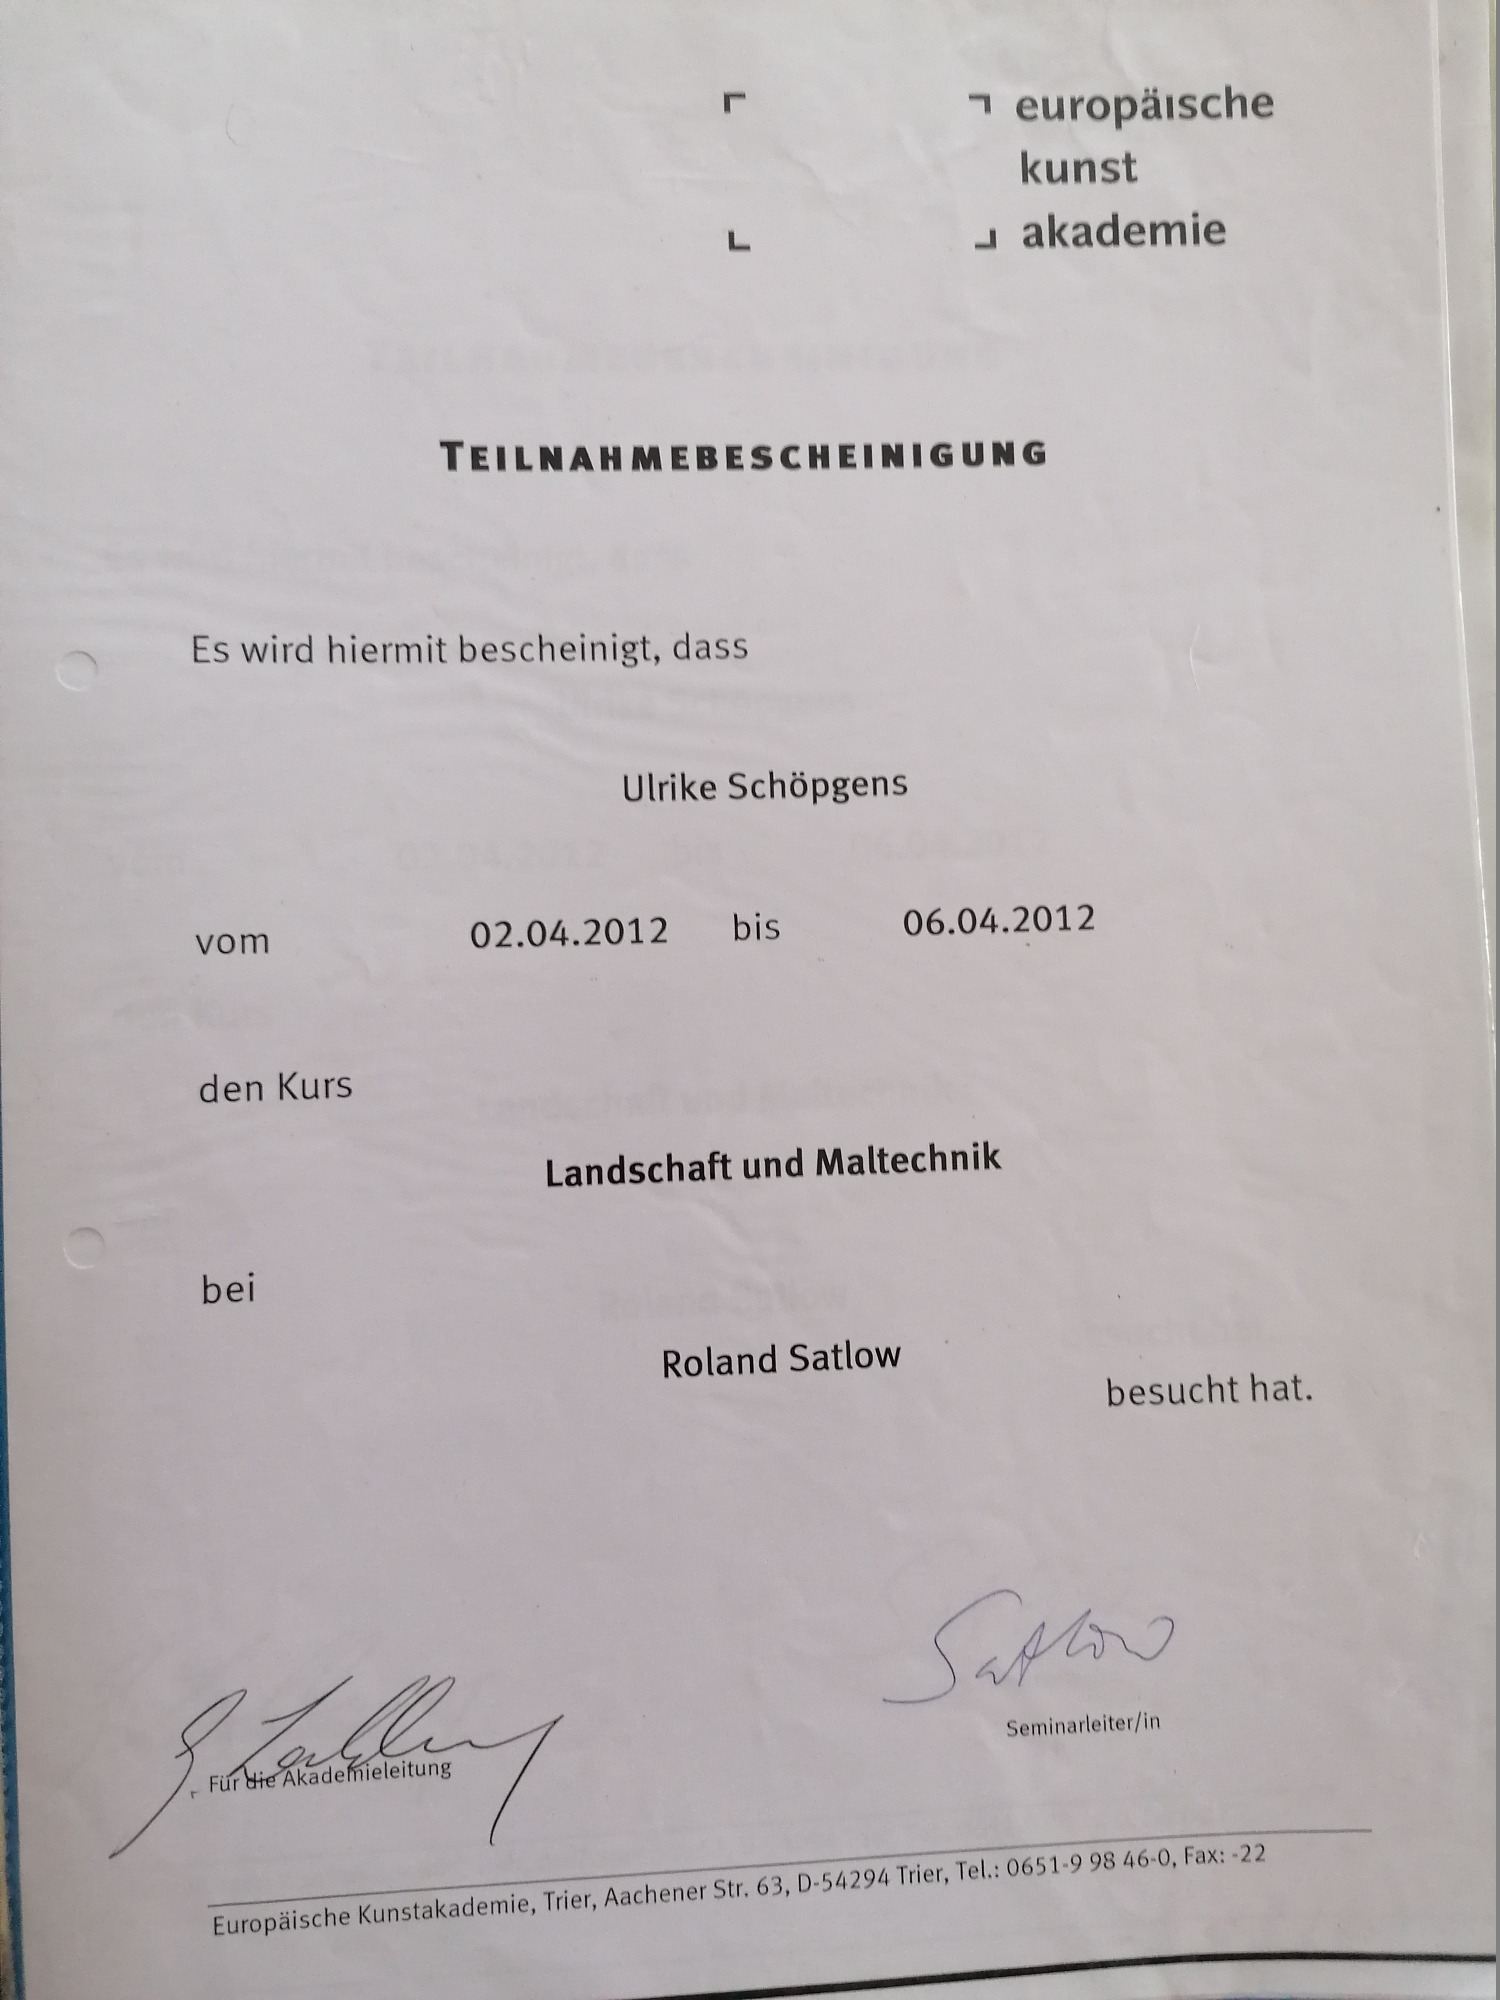 europäische
kunst
akademie
TEILNAHMEBESCHEINIGUNG
Es wird hiermit bescheinigt, dass
Ulrike Schöpgens
vom 02.04.2012 bis 06.04.2012
den Kurs
Landschaft und Maltechnik
bei
Roland Satlow
besucht hat.
Satlow
Seminarleiter/in
Für die Akademieleitung
Europäische Kunstakademie, Trier, Aachener Str. 63, D-54294 Trier, Tel.: 0651-9 98 46-0, Fax: -22